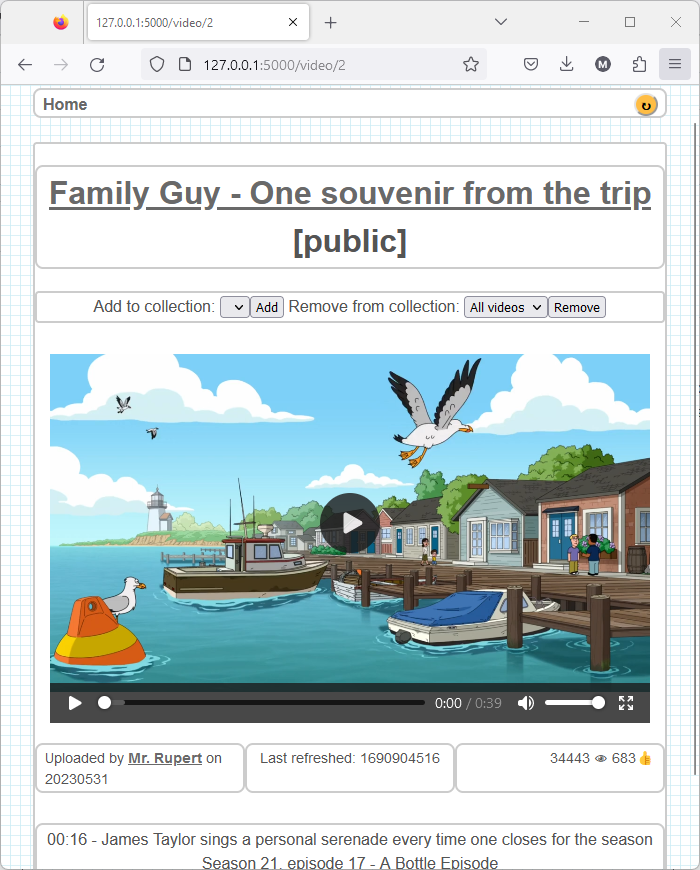 127.0.0.1:5000/video/2
127.0.0.1:5000/video/2
M
Home
Family Guy - One souvenir from the trip
[public]
Add to collection: Add Remove from collection: All videos Remove
0:00 / 0:39
Uploaded by Mr. Rupert on
20230531
Last refreshed: 1690904516
34443 👁 683👍
00:16 - James Taylor sings a personal serenade every time one closes for the season
Season 21, episode 17 - A Bottle Episode